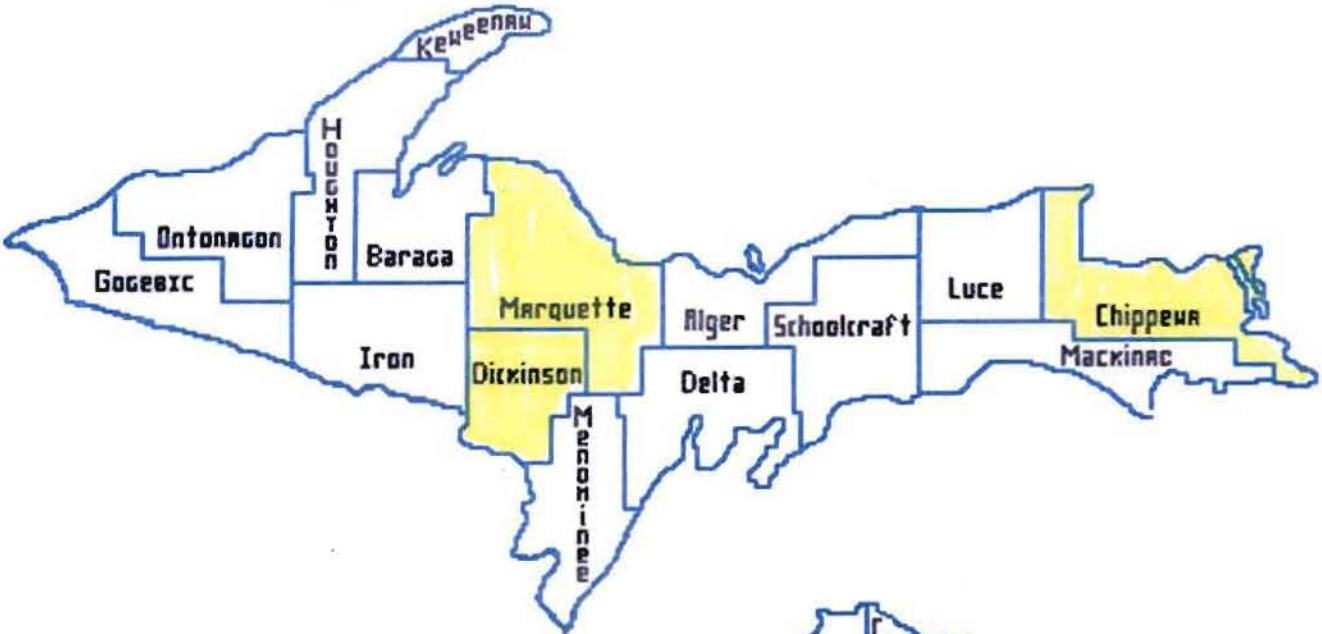 Keweenaw
Houghton
Ontonagon
Baraga
Gogebic
Luce
Marquette
Alger
Schoolcraft
Chippewa
Iron
Dickinson
Delta
Mackinac
Menominee